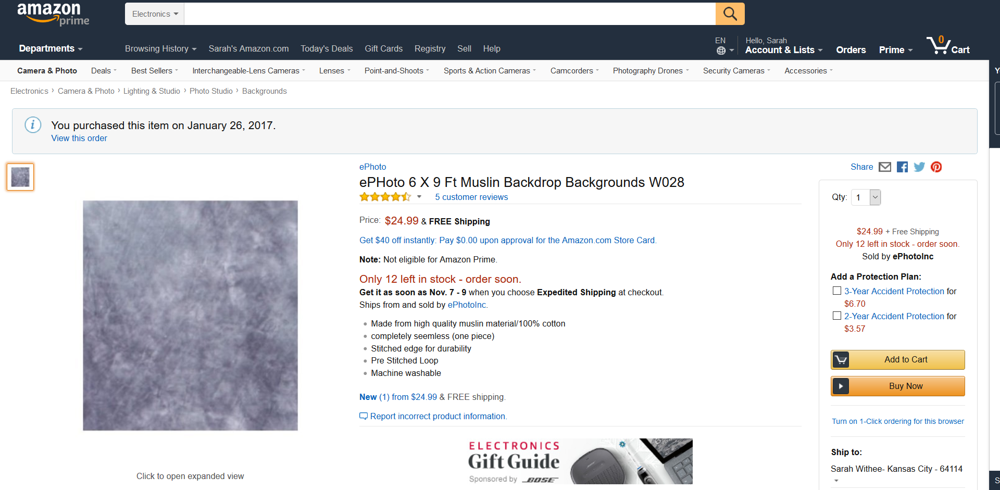 amazon
prime
Electronics
Departments
Browsing History
Sarah's Amazon.com
Today's Deals
Gift Cards
Registry
Sell
Help
EN
Hello, Sarah
Account & Lists
Orders
Prime
0
Cart
Camera & Photo
Deals
Best Sellers
Interchangeable-Lens Cameras
Lenses
Point-and-Shoots
Sports & Action Cameras
Camcorders
Photography Drones
Security Cameras
Accessories
Electronics › Camera & Photo › Lighting & Studio › Photo Studio › Backgrounds
You purchased this item on January 26, 2017.
View this order
Click to open expanded view
ePhoto
ePHoto 6 X 9 Ft Muslin Backdrop Backgrounds W028
5 customer reviews
Price: $24.99 & FREE Shipping
Get $40 off instantly: Pay $0.00 upon approval for the Amazon.com Store Card.
Note: Not eligible for Amazon Prime.
Only 12 left in stock - order soon.
Get it as soon as Nov. 7 - 9 when you choose Expedited Shipping at checkout.
Ships from and sold by ePhotoInc.
Made from high quality muslin material/100% cotton
completely seemless (one piece)
Stitched edge for durability
Pre Stitched Loop
Machine washable
New (1) from $24.99 & FREE shipping.
Report incorrect product information.
ELECTRONICS
Gift Guide
Sponsored by BOSE
Share
Qty: 1
$24.99 + Free Shipping
Only 12 left in stock - order soon.
Sold by ePhotoInc
Add a Protection Plan:
3-Year Accident Protection for
$6.70
2-Year Accident Protection for
$3.57
Add to Cart
Buy Now
Turn on 1-Click ordering for this browser
Ship to:
Sarah Withee- Kansas City - 64114